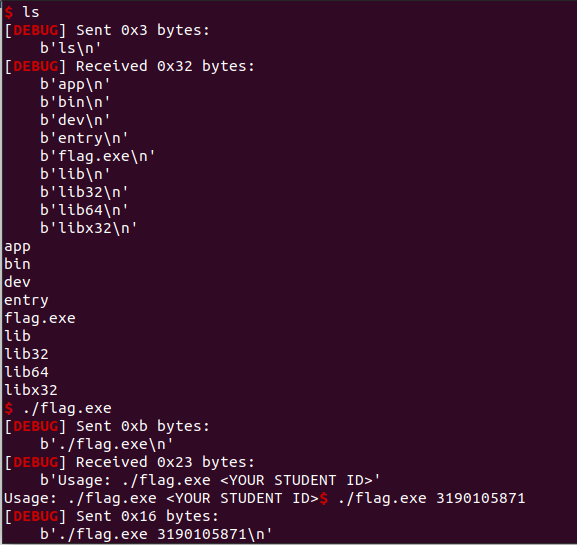 $ ls
[DEBUG] Sent 0x3 bytes:
    b'ls\n'
[DEBUG] Received 0x32 bytes:
    b'app\n'
    b'bin\n'
    b'dev\n'
    b'entry\n'
    b'flag.exe\n'
    b'lib\n'
    b'lib32\n'
    b'lib64\n'
    b'libx32\n'
app
bin
dev
entry
flag.exe
lib
lib32
lib64
libx32
$ ./flag.exe
[DEBUG] Sent 0xb bytes:
    b'./flag.exe\n'
[DEBUG] Received 0x23 bytes:
    b'Usage: ./flag.exe <YOUR STUDENT ID>'
Usage: ./flag.exe <YOUR STUDENT ID>$ ./flag.exe 3190105871
[DEBUG] Sent 0x16 bytes:
    b'./flag.exe 3190105871\n'